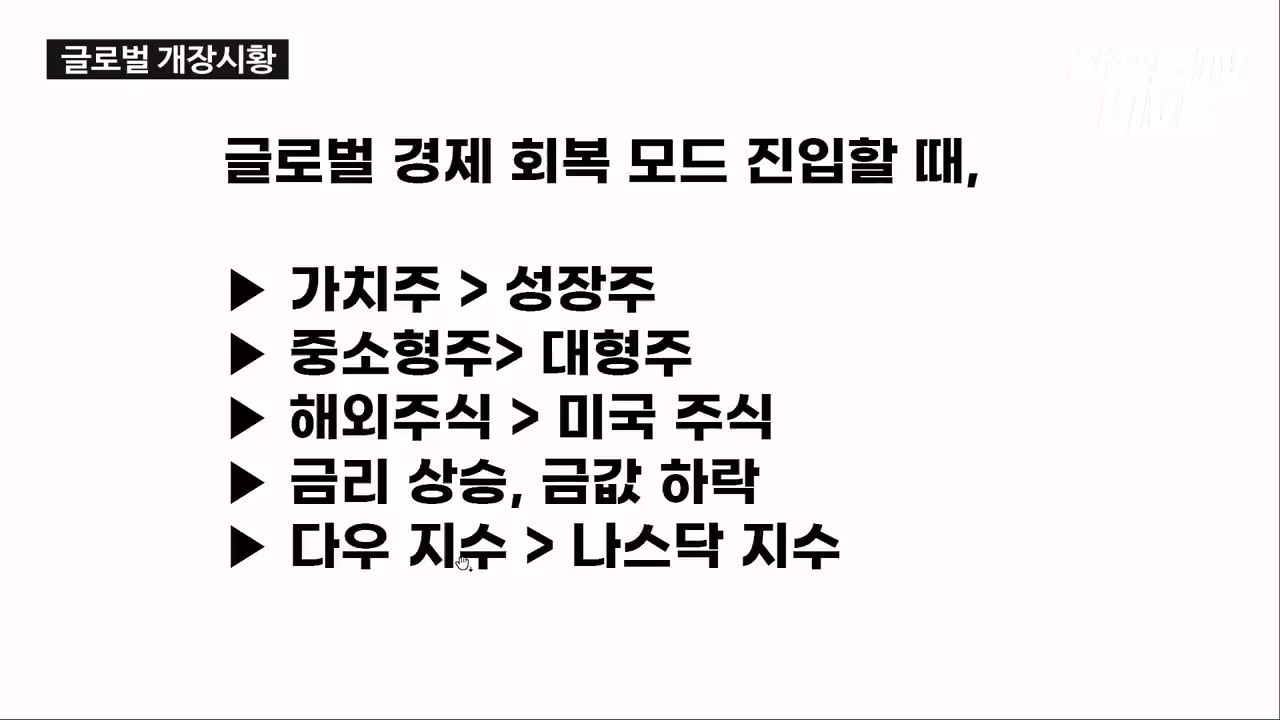 글로벌 개장시황
글로벌 경제 회복 모드 진입할 때,
▶ 가치주 > 성장주
▶ 중소형주> 대형주
▶ 해외주식 > 미국 주식
▶ 금리 상승, 금값 하락
▶ 다우 지수 > 나스닥 지수
LIVE